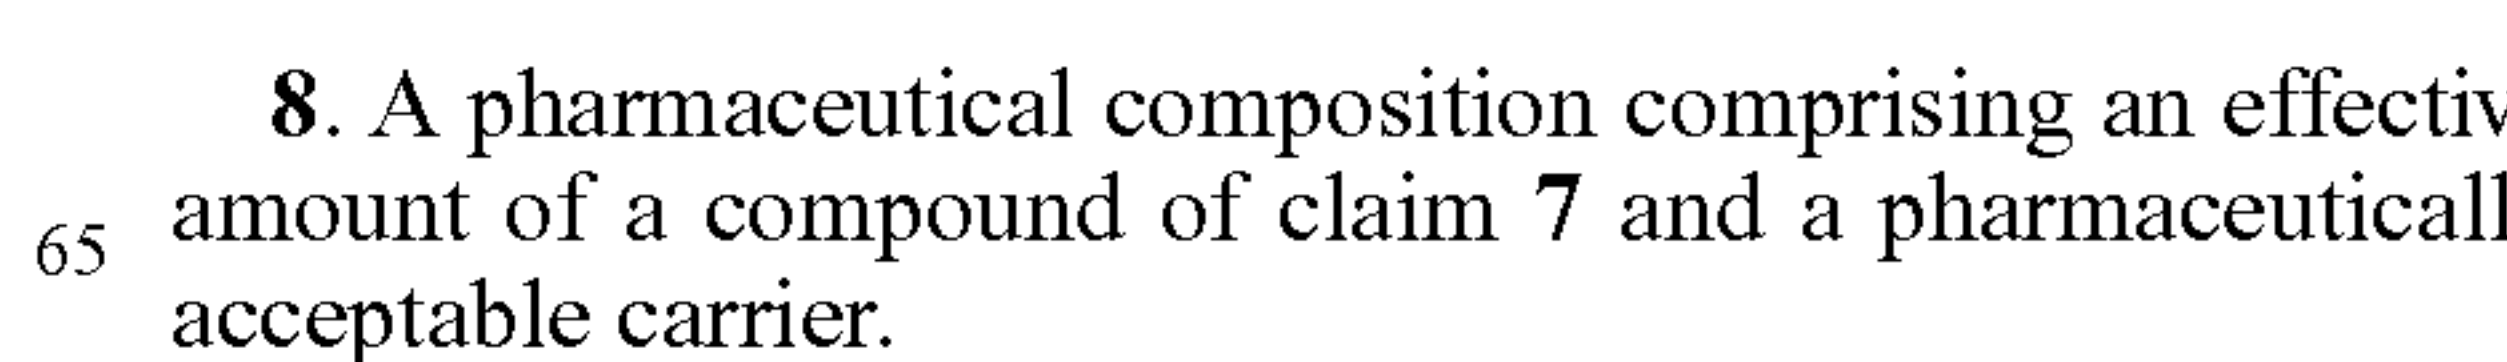 8. A pharmaceutical composition comprising an effectiv
amount of a compound of claim 7 and a pharmaceuticall
65
acceptable carrier.